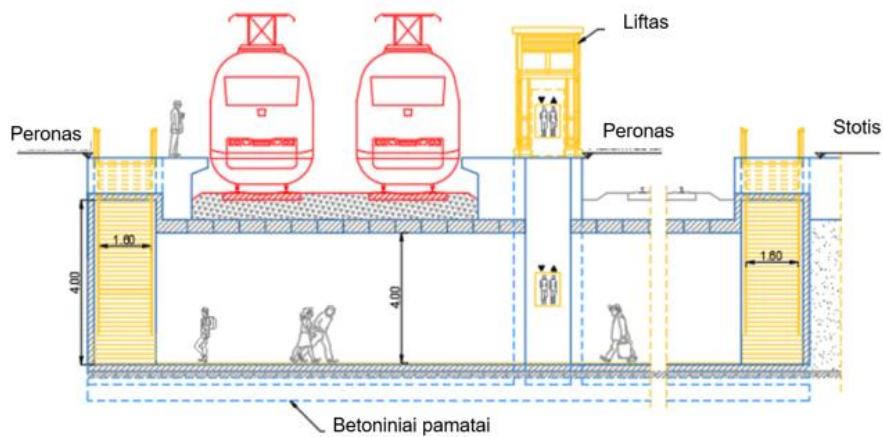 Liftas
Peronas
Peronas
Stotis
1.60
4.00
4.00
1.60
Betoniniai pamatai